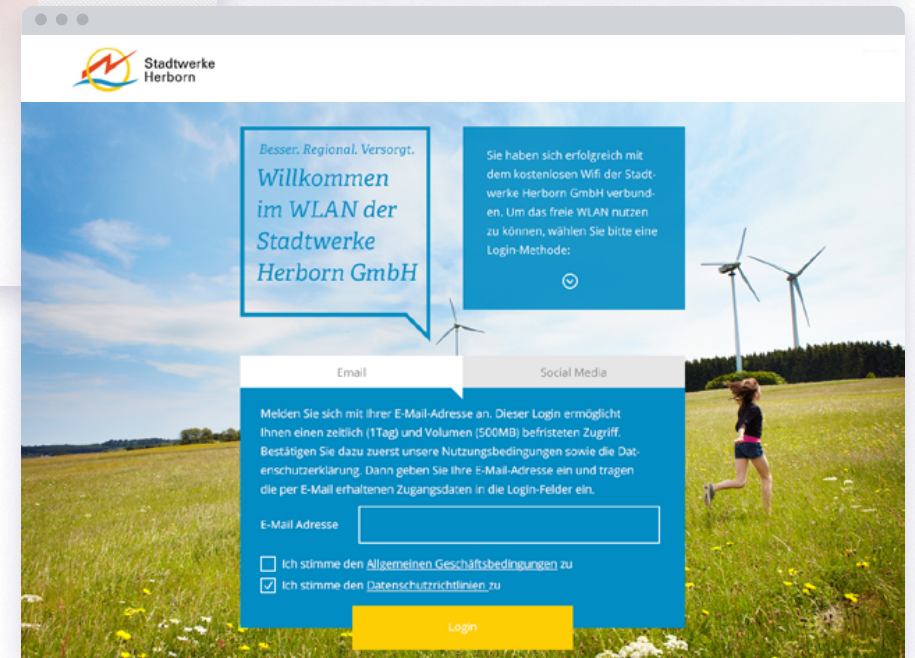 Stadtwerke
Herborn
Besser. Regional. Versorgt.
Willkommen
im WLAN der
Stadtwerke
Herborn GmbH
Sie haben sich erfolgreich mit
dem kostenlosen Wifi der Stadt-
werke Herborn GmbH verbund-
en. Um das freie WLAN nutzen
zu können, wählen Sie bitte eine
Login-Methode:
Email
Social Media
Melden Sie sich mit Ihrer E-Mail-Adresse an. Dieser Login ermöglicht
Ihnen einen zeitlich (1Tag) und Volumen (500MB) befristeten Zugriff.
Bestätigen Sie dazu zuerst unsere Nutzungsbedingungen sowie die Dat-
enschutzerklärung. Dann geben Sie Ihre E-Mail-Adresse ein und tragen
die per E-Mail erhaltenen Zugangsdaten in die Login-Felder ein.
E-Mail Adresse
Ich stimme den Allgemeinen Geschäftsbedingungen zu
Ich stimme den Datenschutzrichtlinien zu
Login